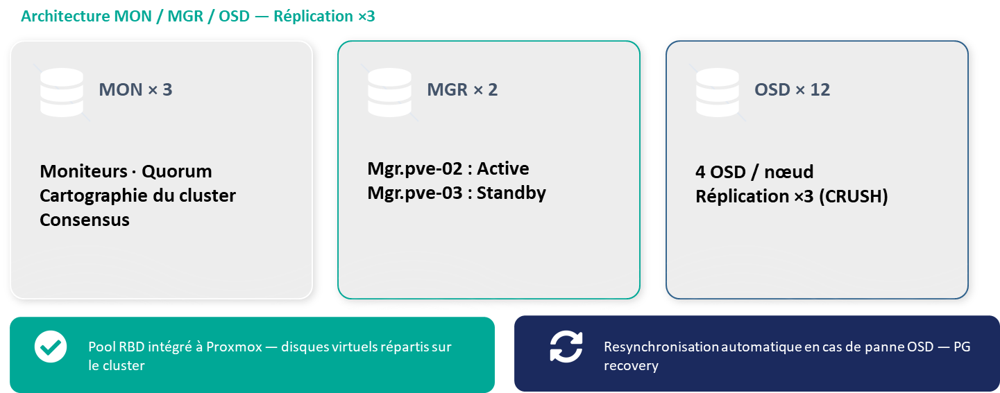 Architecture MON / MGR / OSD — Réplication ×3
MON × 3
Moniteurs · Quorum
Cartographie du cluster
Consensus
MGR × 2
Mgr.pve-02 : Active
Mgr.pve-03 : Standby
OSD × 12
4 OSD / nœud
Réplication ×3 (CRUSH)
Pool RBD intégré à Proxmox — disques virtuels répartis sur
le cluster
Resynchronisation automatique en cas de panne OSD — PG
recovery